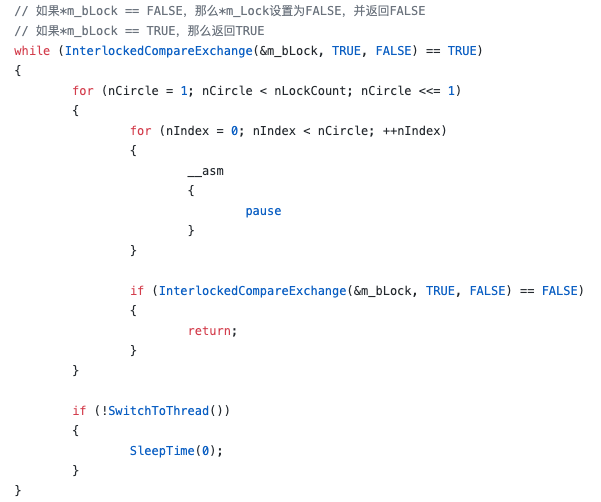 // 如果*m_bLock == FALSE，那么*m_Lock设置为FALSE，并返回FALSE
// 如果*m_bLock == TRUE，那么返回TRUE
while (InterlockedCompareExchange(&m_bLock, TRUE, FALSE) == TRUE)
{
        for (nCircle = 1; nCircle < nLockCount; nCircle <<= 1)
        {
                for (nIndex = 0; nIndex < nCircle; ++nIndex)
                {
                        __asm
                        {
                                pause
                        }
                }

                if (InterlockedCompareExchange(&m_bLock, TRUE, FALSE) == FALSE)
                {
                        return;
                }
        }

        if (!SwitchToThread())
        {
                SleepTime(0);
        }
}